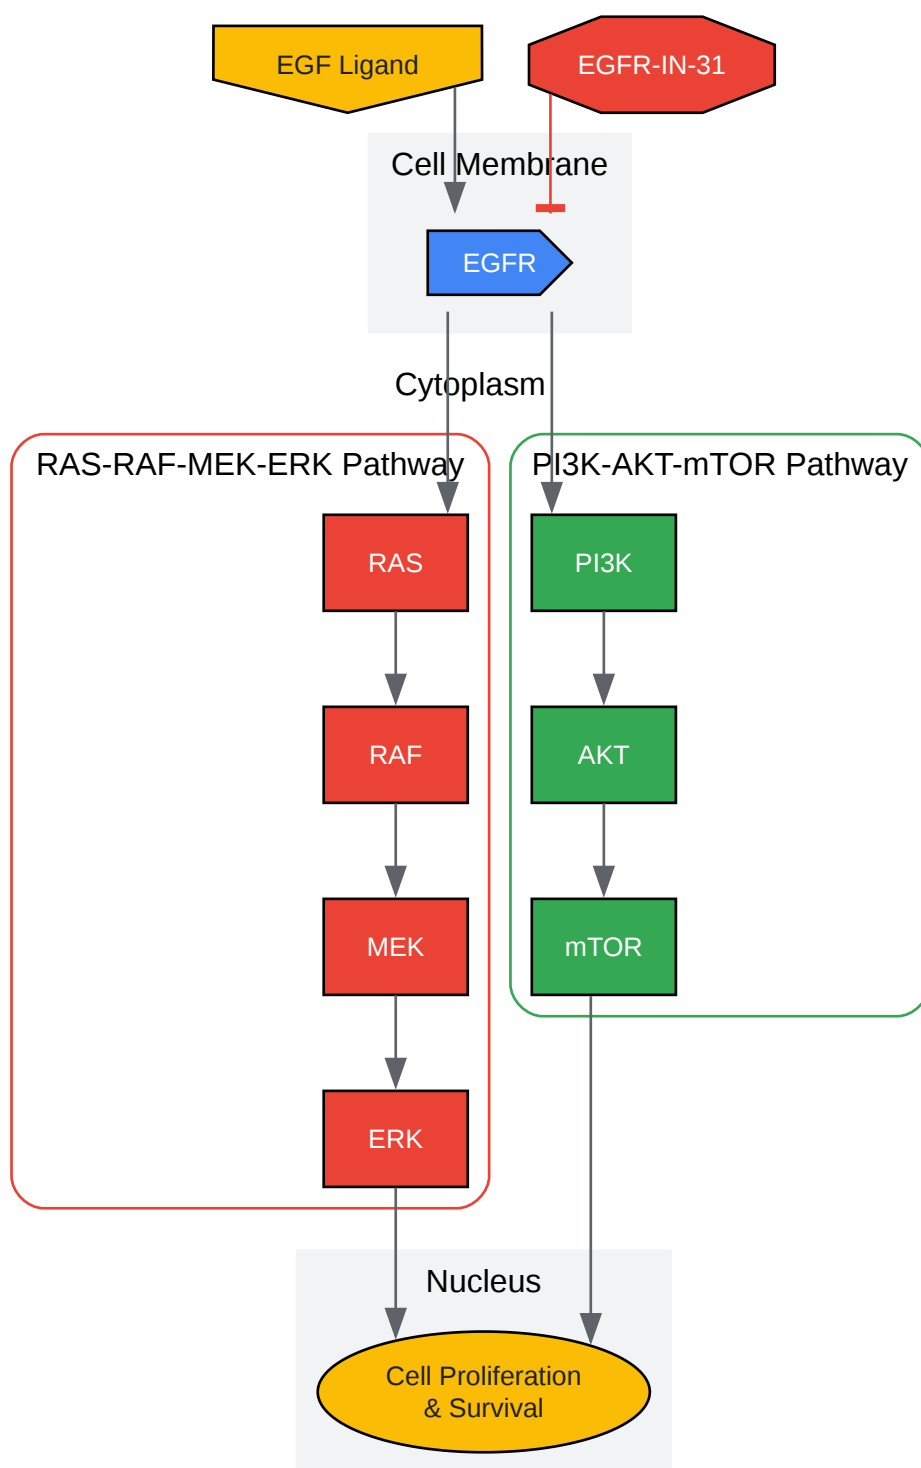 EGF Ligand
EGFR-IN-31
Cell Membrane
EGFR
Cytoplasm
RAS-RAF-MEK-ERK Pathway
PI3K-AKT-mTOR Pathway
RAS
PI3K
RAF
AKT
MEK
mTOR
ERK
Nucleus
Cell Proliferation
& Survival